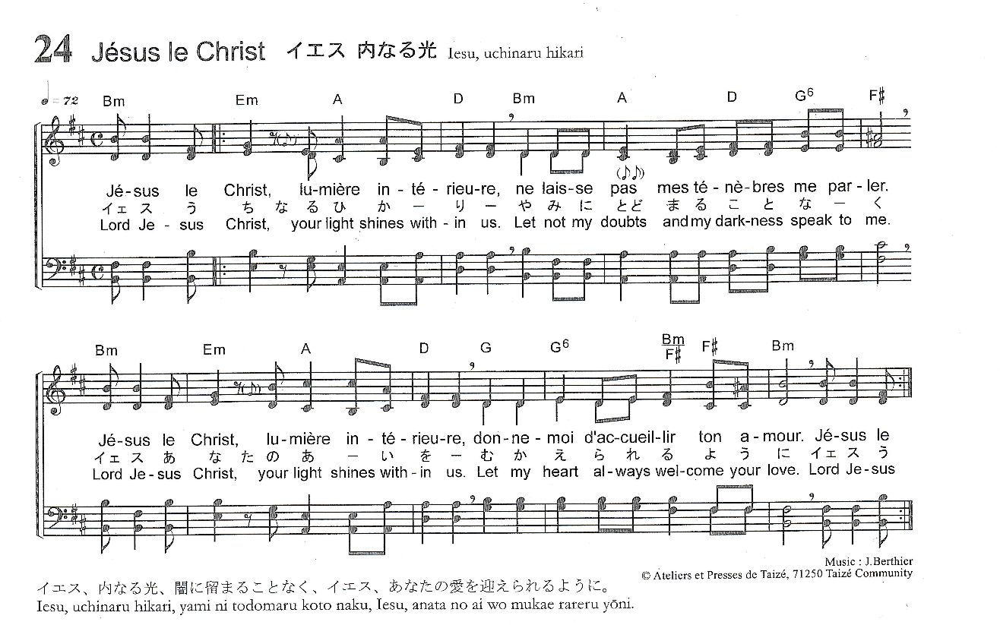 24 Jésus le Christ イエス 内なる光 Iesu, uchinaru hikari
♩= 72 Bm Em A D Bm A D G6 F♯
Jé-sus le Christ, lu-mière in - té - rieu-re, ne lais-se pas mes té - nè-bres me par - ler.
イェ ス う ち な る ひ か ー り ー や み に とど ま る こ と な ー く
Lord Je - sus Christ, your light shines with - in us. Let not my doubts and my dark-ness speak to me.
Bm Em A D G G6 Bm/F♯ F♯ Bm
Jé-sus le Christ, lu-mière in - té - rieu-re, don-ne - moi d'ac-cueil-lir ton a - mour. Jé-sus le
イェ ス あ な た の あ ー い を ー む か え ら れ る よ う に イェ ス う
Lord Je - sus Christ, your light shines with - in us. Let my heart al-ways wel-come your love. Lord Je-sus
Music : J.Berthier
© Ateliers et Presses de Taizé, 71250 Taizé Community
イエス、内なる光、闇に留まることなく、イエス、あなたの愛を迎えられるように。
Iesu, uchinaru hikari, yami ni todomaru koto naku, Iesu, anata no ai wo mukae rareru yōni.